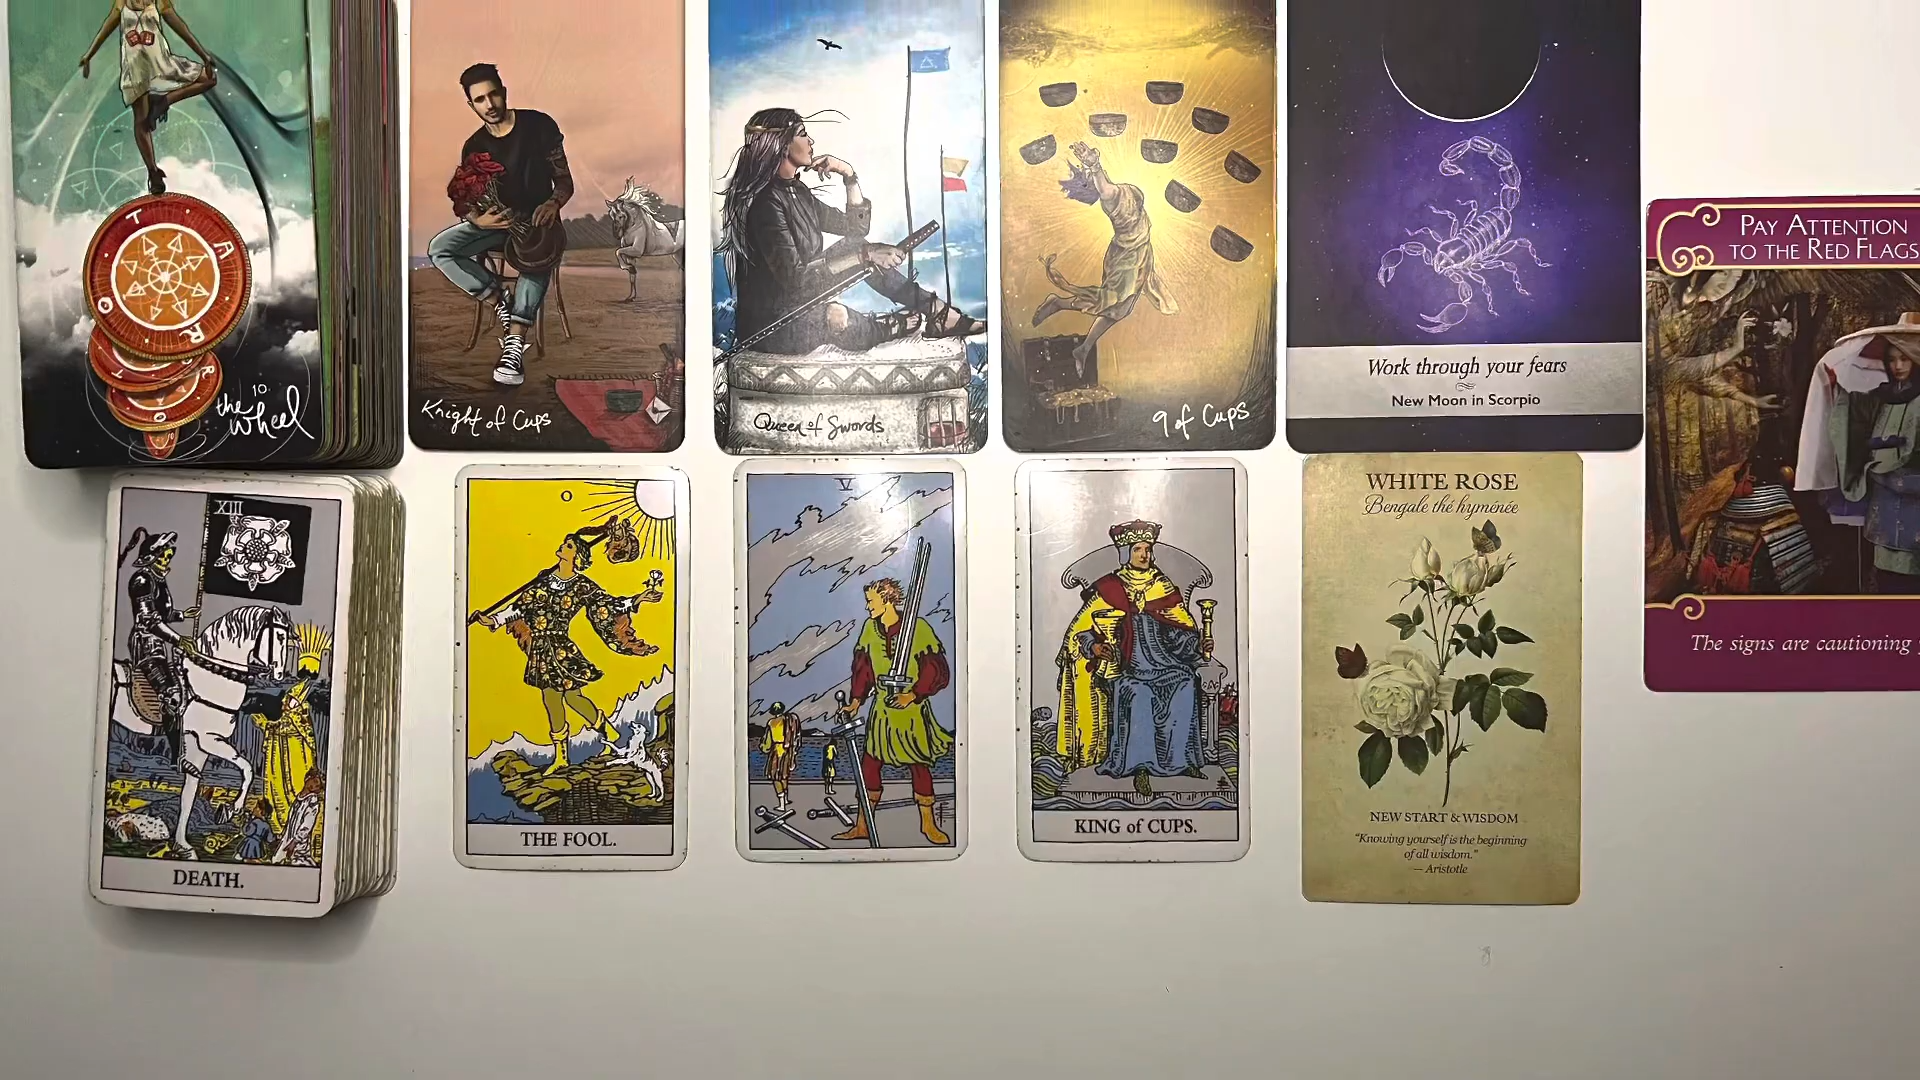 T
A
R
O
10
the
wheel
Knight of Cups
Queen of Swords
9 of Cups
Work through your fears
New Moon in Scorpio
PAY ATTENTION
TO THE RED FLAGS
The signs are cautioning
XIII
DEATH.
0
THE FOOL.
V
KING of CUPS.
WHITE ROSE
Bengale thé hyménée
NEW START & WISDOM
“Knowing yourself is the beginning
of all wisdom.”
— Aristotle